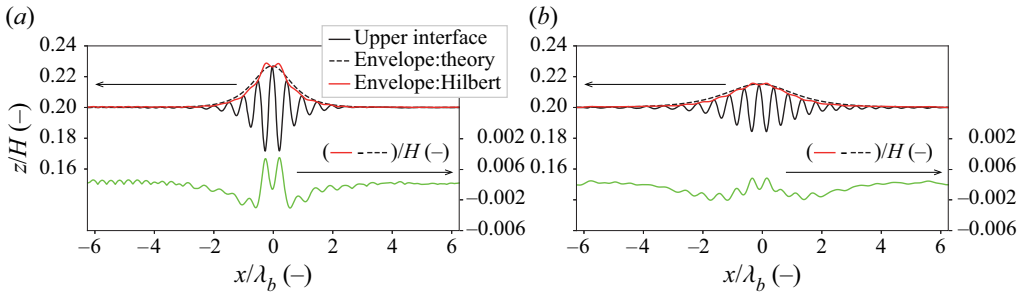 (a)
(b)
Upper interface
Envelope:theory
Envelope:Hilbert
0.24
0.22
0.20
0.18
0.16
z/H (–)
(— ---)/H (–)
0.002
0.006
−0.002
−0.006
−6 −4 −2 0 2 4 6
x/λb (–)
0.24
0.22
0.20
0.18
0.16
(— ---)/H (–)
0.002
0.006
−0.002
−0.006
−6 −4 −2 0 2 4 6
x/λb (–)